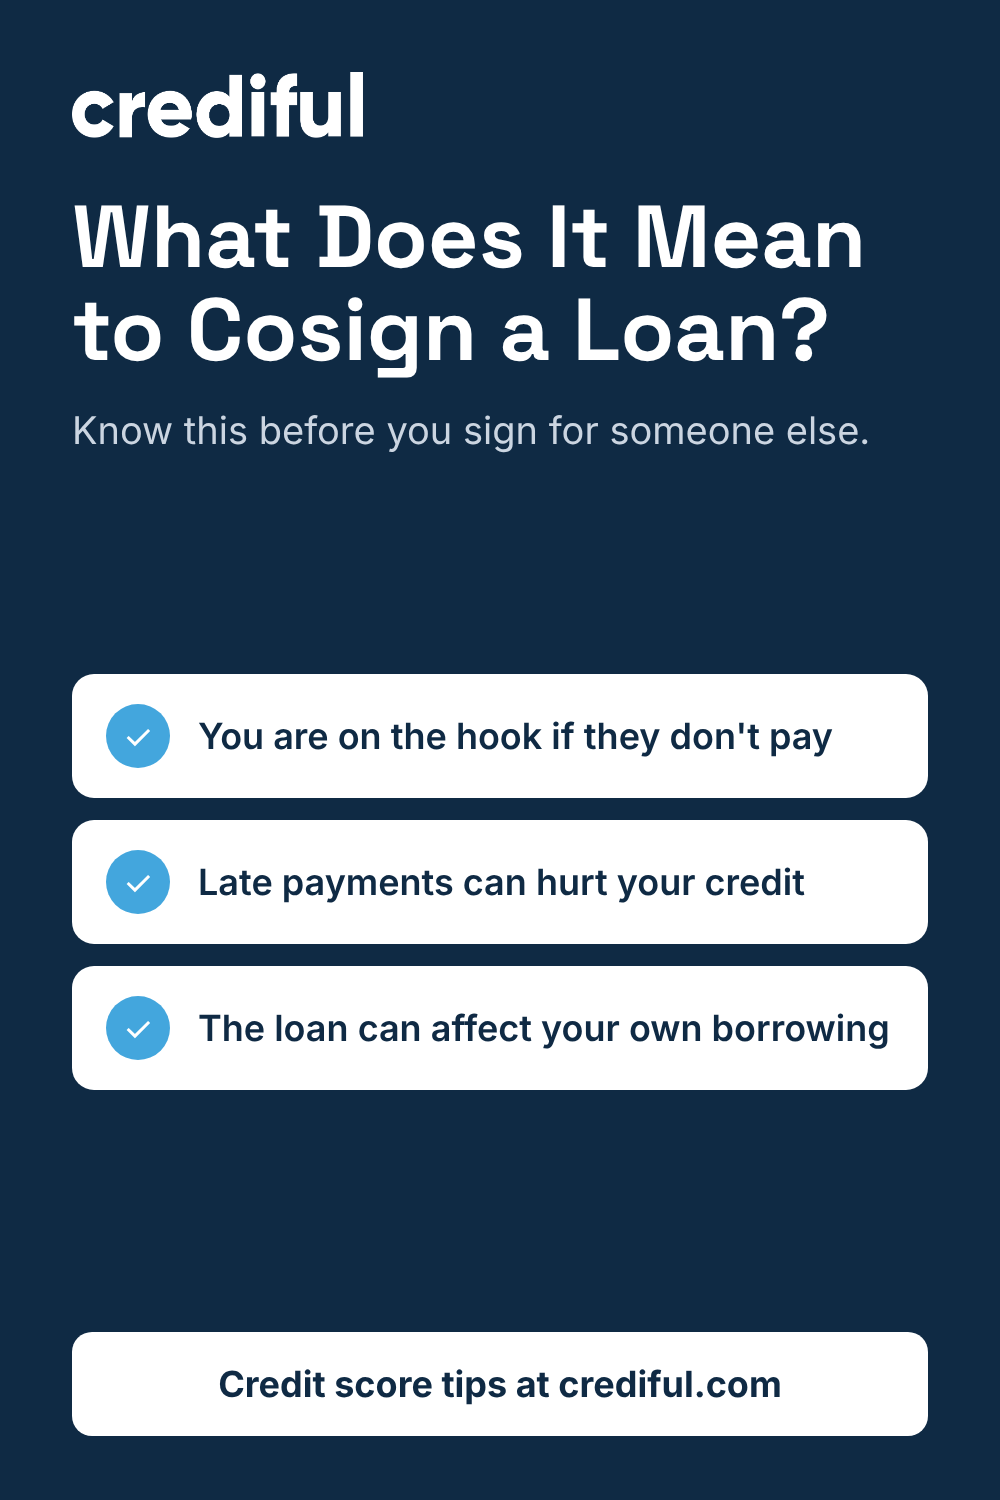 crediful
What Does It Mean
to Cosign a Loan?
Know this before you sign for someone else.
You are on the hook if they don't pay
Late payments can hurt your credit
The loan can affect your own borrowing
Credit score tips at crediful.com